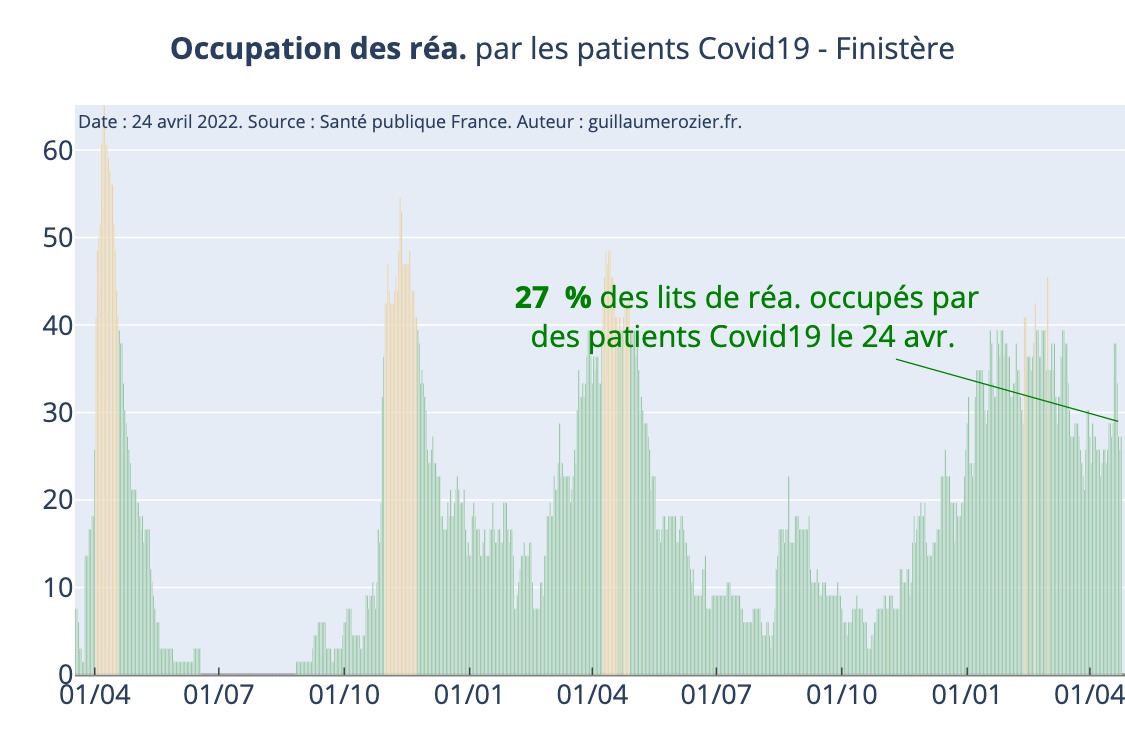 Occupation des réa. par les patients Covid19 - Finistère
Date : 24 avril 2022. Source : Santé publique France. Auteur : guillaumerozier.fr.
60
50
27 % des lits de réa. occupés par
des patients Covid19 le 24 avr.
40
30
20
10
0
01/04 01/07 01/10 01/01 01/04 01/07 01/10 01/01 01/04